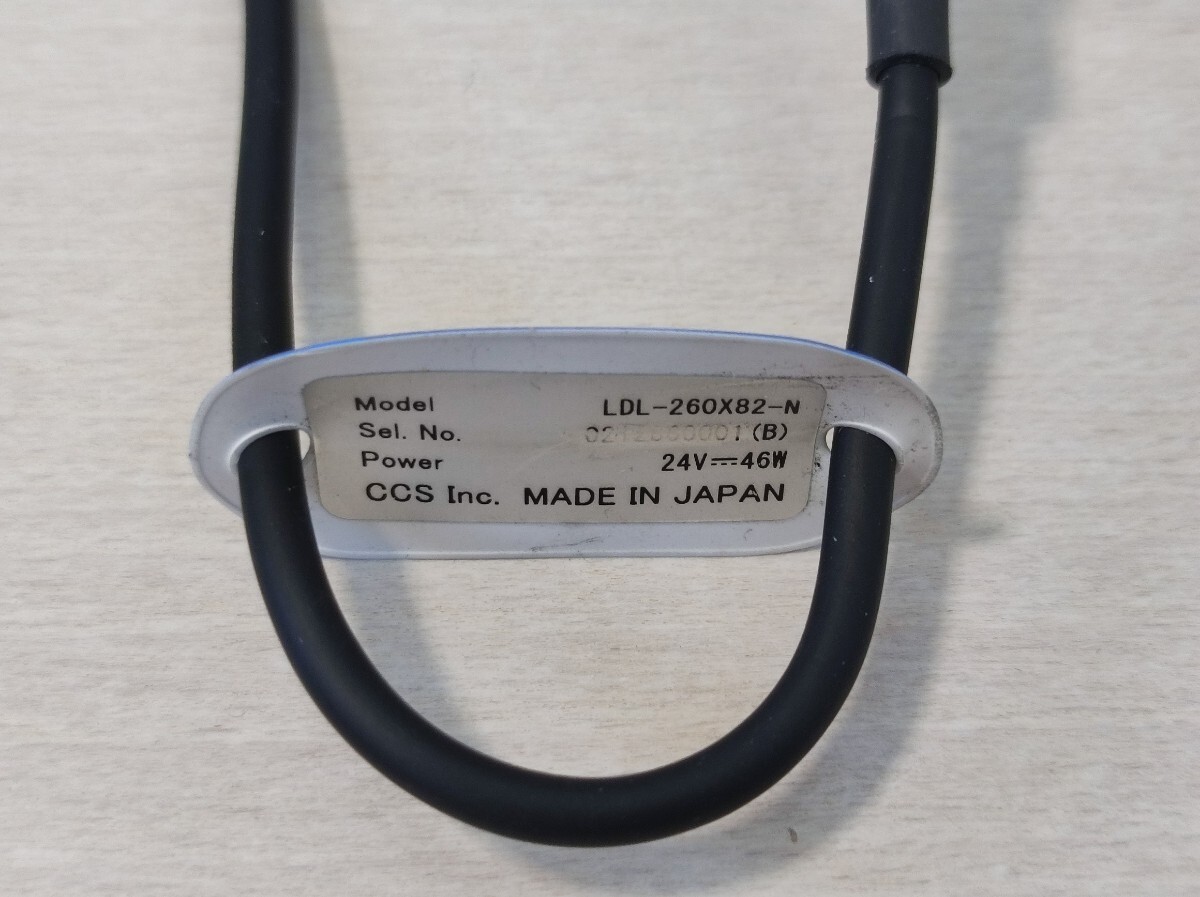 Model LDL-260X82-N
Sel. No.
Power 24V⎓46W
CCS Inc. MADE IN JAPAN